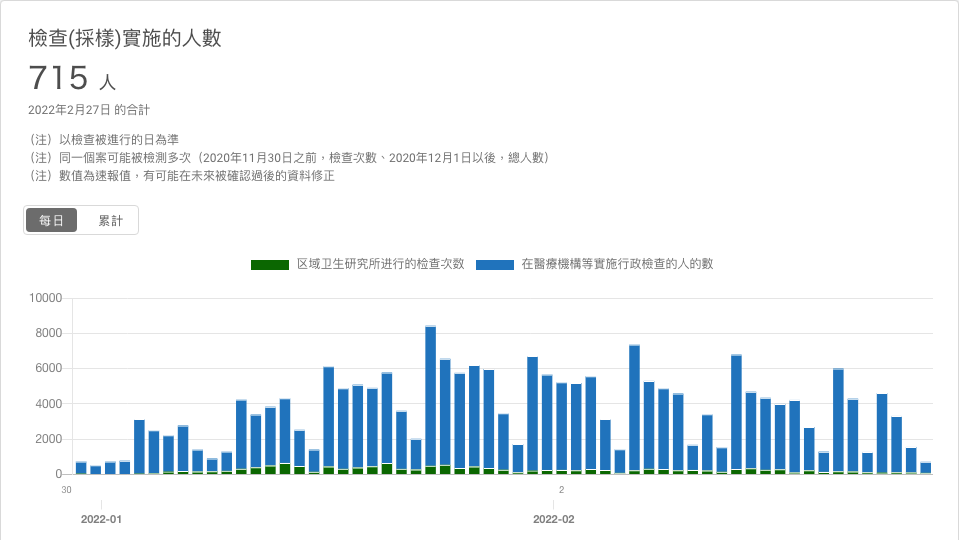 檢查(採樣)實施的人數
715 人
2022年2月27日 的合計
（注）以檢查被進行的日為準
（注）同一個案可能被檢測多次（2020年11月30日之前，檢查次數、2020年12月1日以後，總人數）
（注）數值為速報值，有可能在未來被確認過後的資料修正
每日 累計
区域卫生研究所进行的检查次数 在醫療機構等實施行政檢查的人的數
10000
8000
6000
4000
2000
0
30 2
2022-01 2022-02